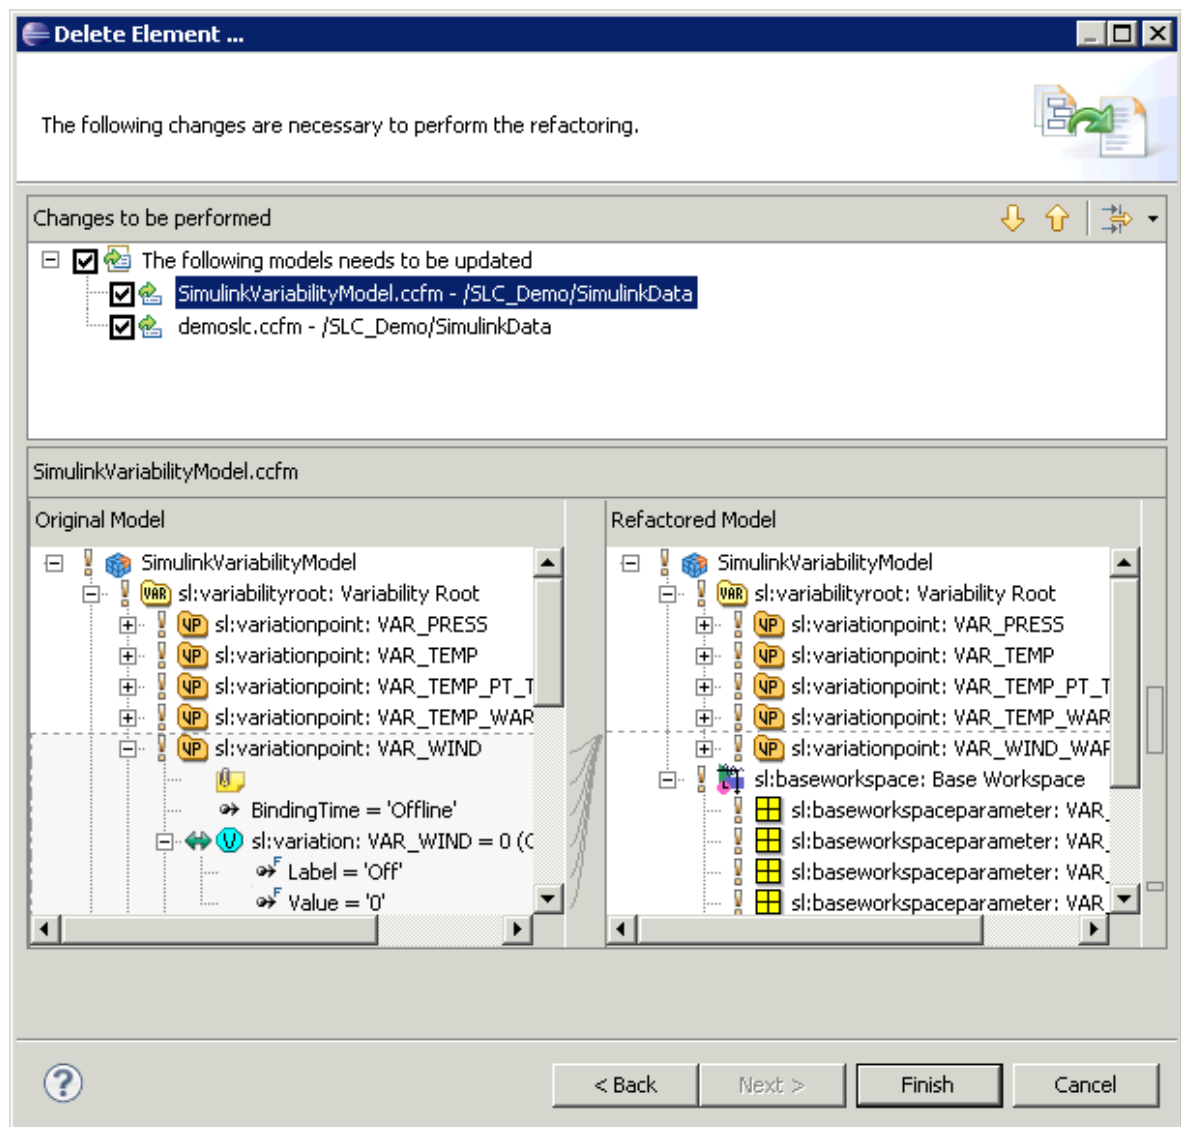 Delete Element ...
The following changes are necessary to perform the refactoring.
Changes to be performed
The following models needs to be updated
SimulinkVariabilityModel.ccfm - /SLC_Demo/SimulinkData
demoslc.ccfm - /SLC_Demo/SimulinkData
SimulinkVariabilityModel.ccfm
Original Model
SimulinkVariabilityModel
VAR sl:variabilityroot: Variability Root
VP sl:variationpoint: VAR_PRESS
VP sl:variationpoint: VAR_TEMP
VP sl:variationpoint: VAR_TEMP_PT_T
VP sl:variationpoint: VAR_TEMP_WAR
VP sl:variationpoint: VAR_WIND
BindingTime = 'Offline'
V sl:variation: VAR_WIND = 0 (
F Label = 'Off'
F Value = '0'
Refactored Model
SimulinkVariabilityModel
VAR sl:variabilityroot: Variability Root
VP sl:variationpoint: VAR_PRESS
VP sl:variationpoint: VAR_TEMP
VP sl:variationpoint: VAR_TEMP_PT_T
VP sl:variationpoint: VAR_TEMP_WAR
VP sl:variationpoint: VAR_WIND_WAR
sl:baseworkspace: Base Workspace
sl:baseworkspaceparameter: VAR_
sl:baseworkspaceparameter: VAR_
sl:baseworkspaceparameter: VAR_
sl:baseworkspaceparameter: VAR_
?
< Back
Next >
Finish
Cancel